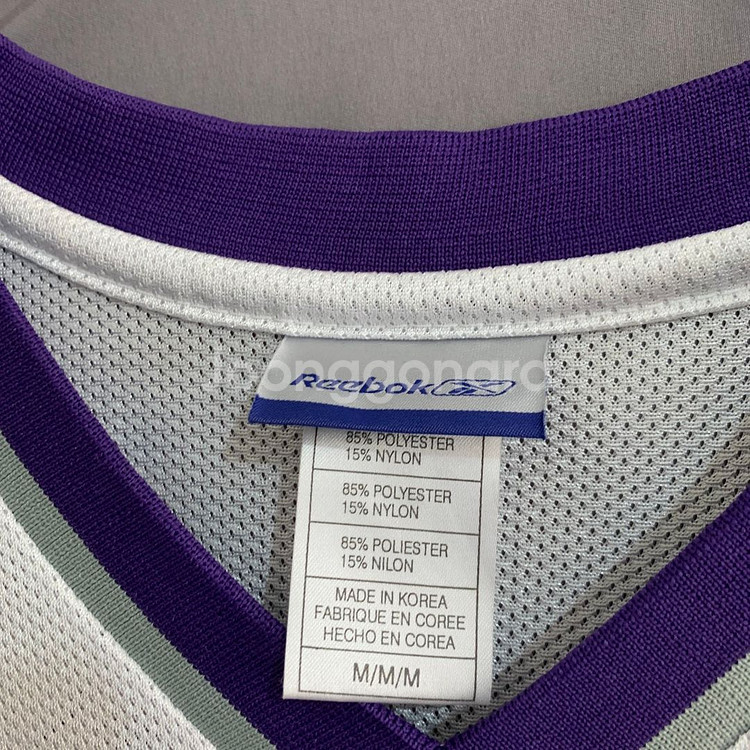 Joonggonara
Reebok
85% POLYESTER
15% NYLON
85% POLYESTER
15% NYLON
85% POLIESTER
15% NILON
MADE IN KOREA
FABRIQUE EN COREE
HECHO EN COREA
M/M/M